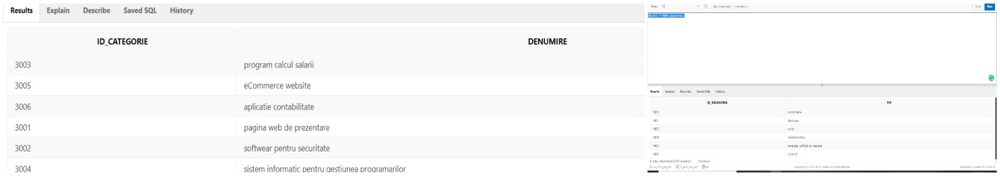 Results Explain Describe Saved SQL History
ID_CATEGORIE DENUMIRE
3003 program calcul salarii
3005 eCommerce website
3006 aplicatie contabilitate
3001 pagina web de prezentare
3002 softwear pentru securitate
3004 sistem informatic pentru gestiunea programarilor
Rows 10 Clear Command Find Tables Save Run
SELECT * FROM industrii
Results Explain Describe Saved SQL History
ID_INDUSTRIE TIP
imobiliara
1001 bancara
1002 auto
1004 farmaceutica
1005 energie, utilitati si resurse
1006 comert
6 rows returned in 0.01 seconds Download
en Copyright © 1999, 2019, Oracle. All rights reserved. Application Express